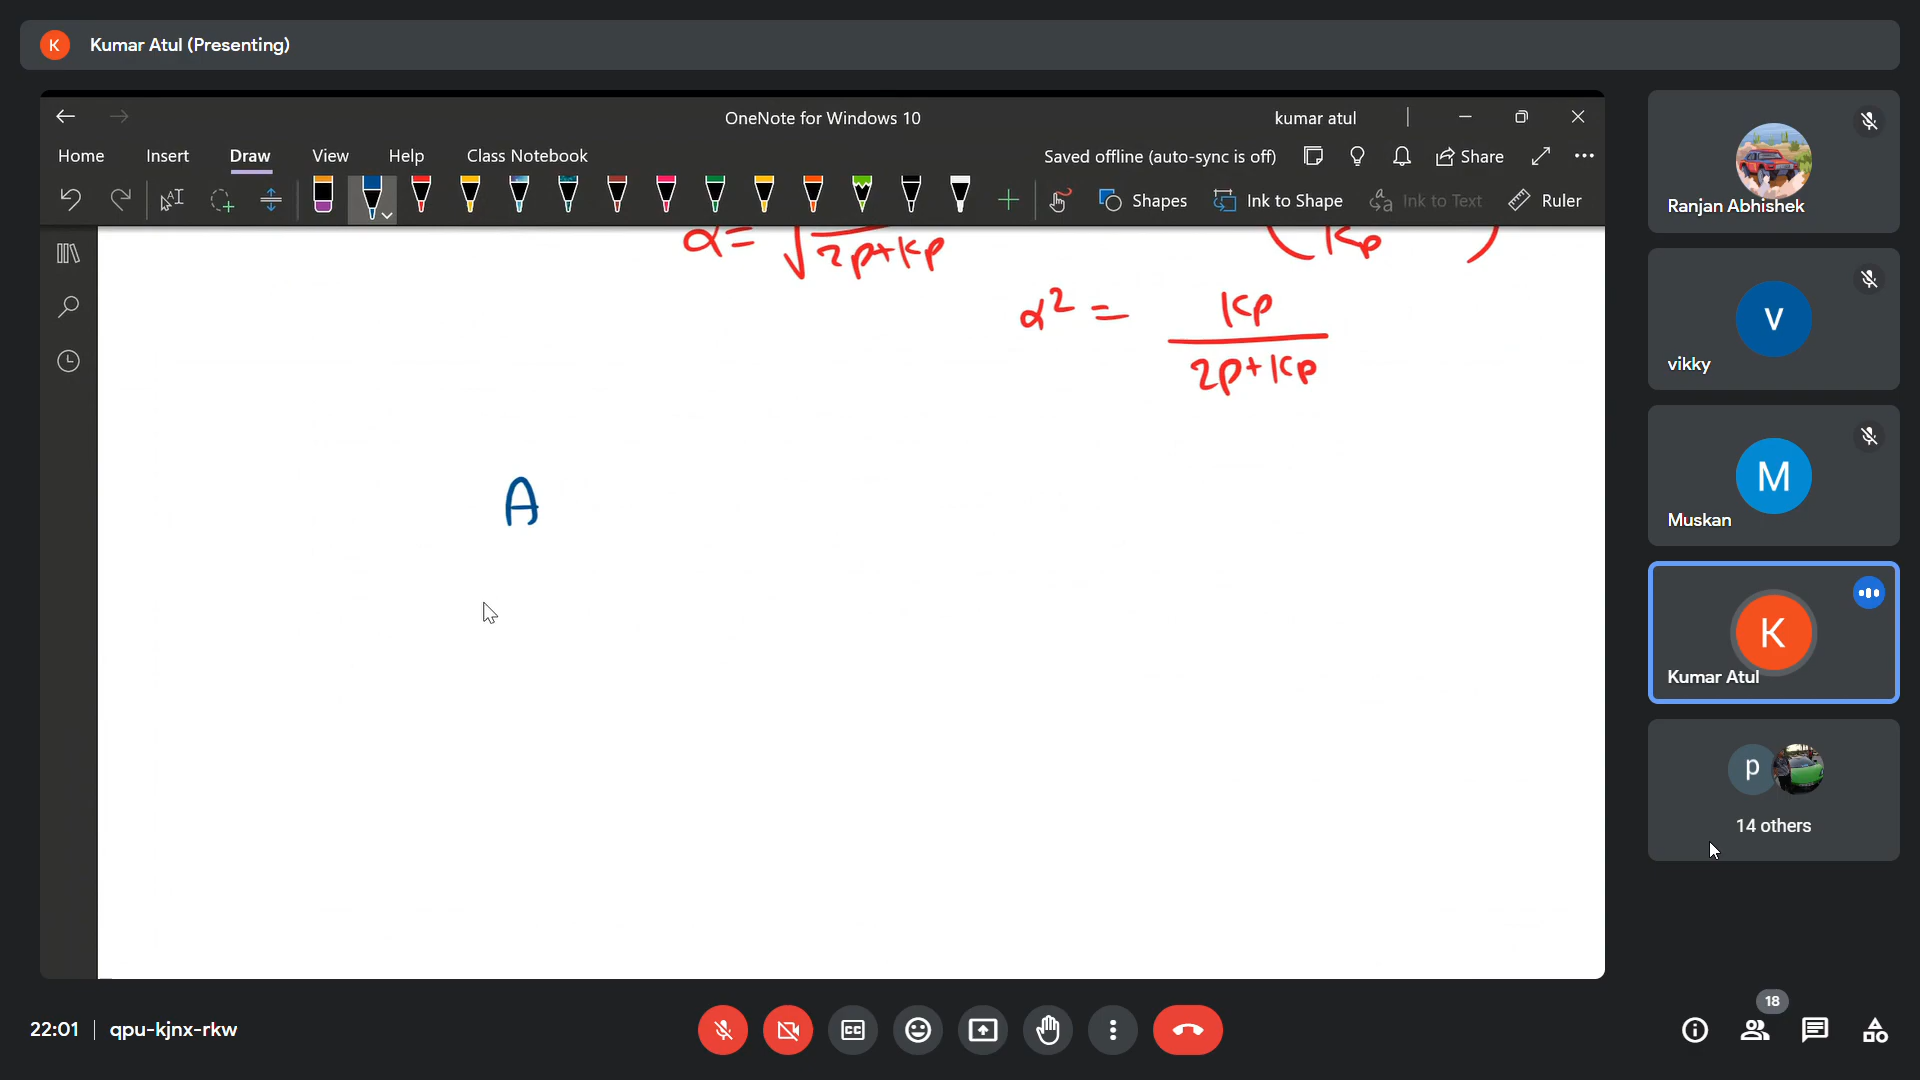 K Kumar Atul (Presenting)
OneNote for Windows 10
kumar atul
Home Insert Draw View Help Class Notebook
Saved offline (auto-sync is off)
Share
Shapes
Ink to Shape
Ink to Text
Ruler
α = √ 2p+kp
kp
α² = kp
2p+kp
A
Ranjan Abhishek
V
vikky
M
Muskan
K
Kumar Atul
p
14 others
22:01 | qpu-kjnx-rkw
CC
18